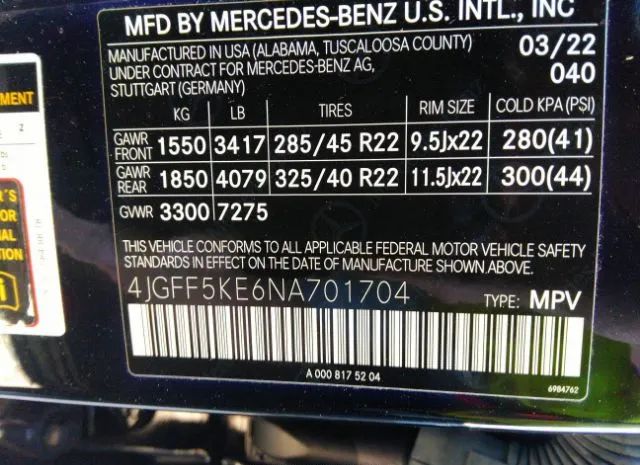 MFD BY MERCEDES-BENZ U.S. INTL., INC
MANUFACTURED IN USA (ALABAMA, TUSCALOOSA COUNTY) 03/22
UNDER CONTRACT FOR MERCEDES-BENZ AG, 040
STUTTGART (GERMANY)
KG LB TIRES RIM SIZE COLD KPA (PSI)
GAWR FRONT 1550 3417 285/45 R22 9.5Jx22 280(41)
GAWR REAR 1850 4079 325/40 R22 11.5Jx22 300(44)
GVWR 3300 7275
THIS VEHICLE CONFORMS TO ALL APPLICABLE FEDERAL MOTOR VEHICLE SAFETY
STANDARDS IN EFFECT ON THE DATE OF MANUFACTURE SHOWN ABOVE.
4JGFF5KE6NA701704 TYPE: MPV
A 000 817 52 04
6984762
2